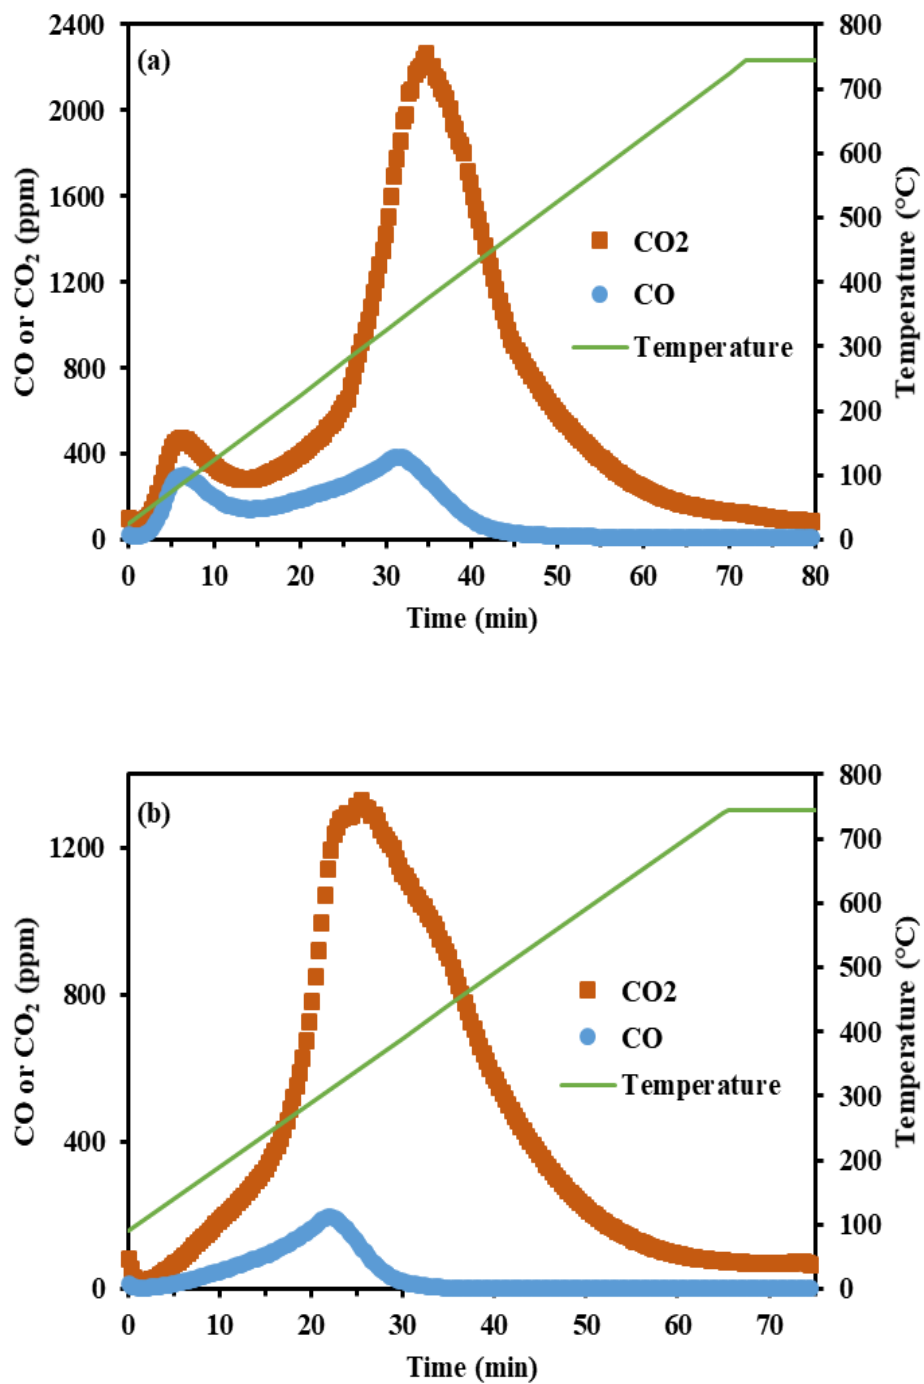 (a)
CO or CO₂ (ppm)
2400
2000
1600
1200
800
400
0
800
700
600
500
400
300
200
100
0
Temperature (°C)
CO2
CO
Temperature
0 10 20 30 40 50 60 70 80
Time (min)
(b)
CO or CO₂ (ppm)
1200
800
400
0
800
700
600
500
400
300
200
100
0
Temperature (°C)
CO2
CO
Temperature
0 10 20 30 40 50 60 70
Time (min)